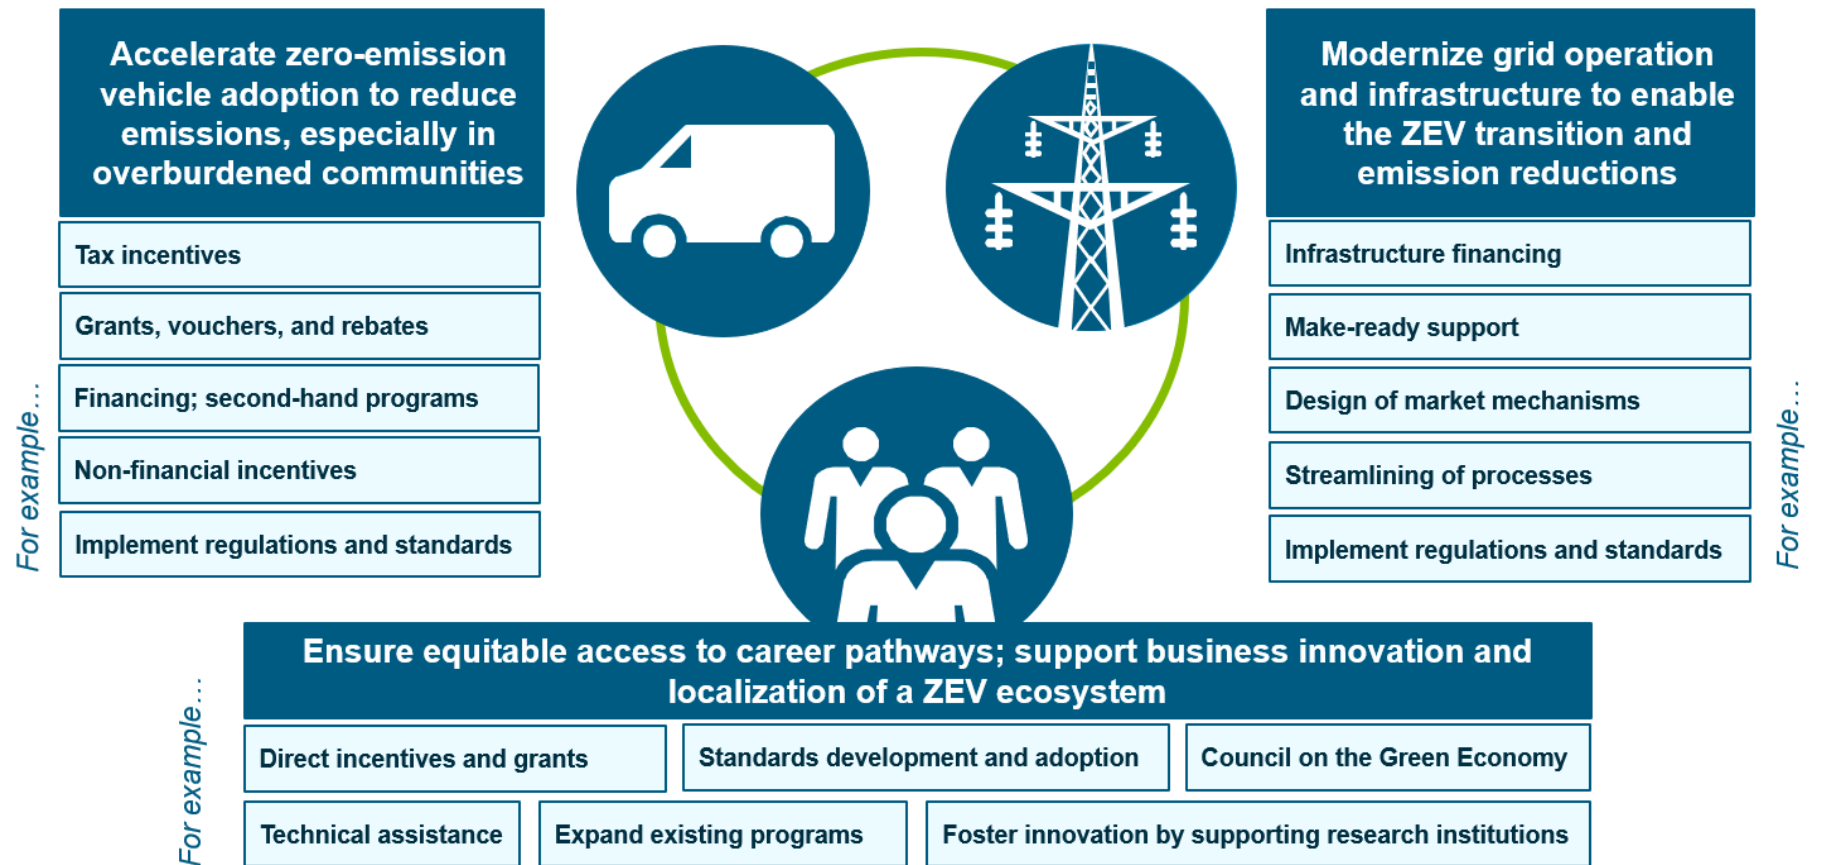 Accelerate zero-emission
vehicle adoption to reduce
emissions, especially in
overburdened communities
Tax incentives
Grants, vouchers, and rebates
Financing; second-hand programs
Non-financial incentives
Implement regulations and standards
For example...
Modernize grid operation
and infrastructure to enable
the ZEV transition and
emission reductions
Infrastructure financing
Make-ready support
Design of market mechanisms
Streamlining of processes
Implement regulations and standards
For example...
Ensure equitable access to career pathways; support business innovation and
localization of a ZEV ecosystem
For example...
Direct incentives and grants
Standards development and adoption
Council on the Green Economy
Technical assistance
Expand existing programs
Foster innovation by supporting research institutions